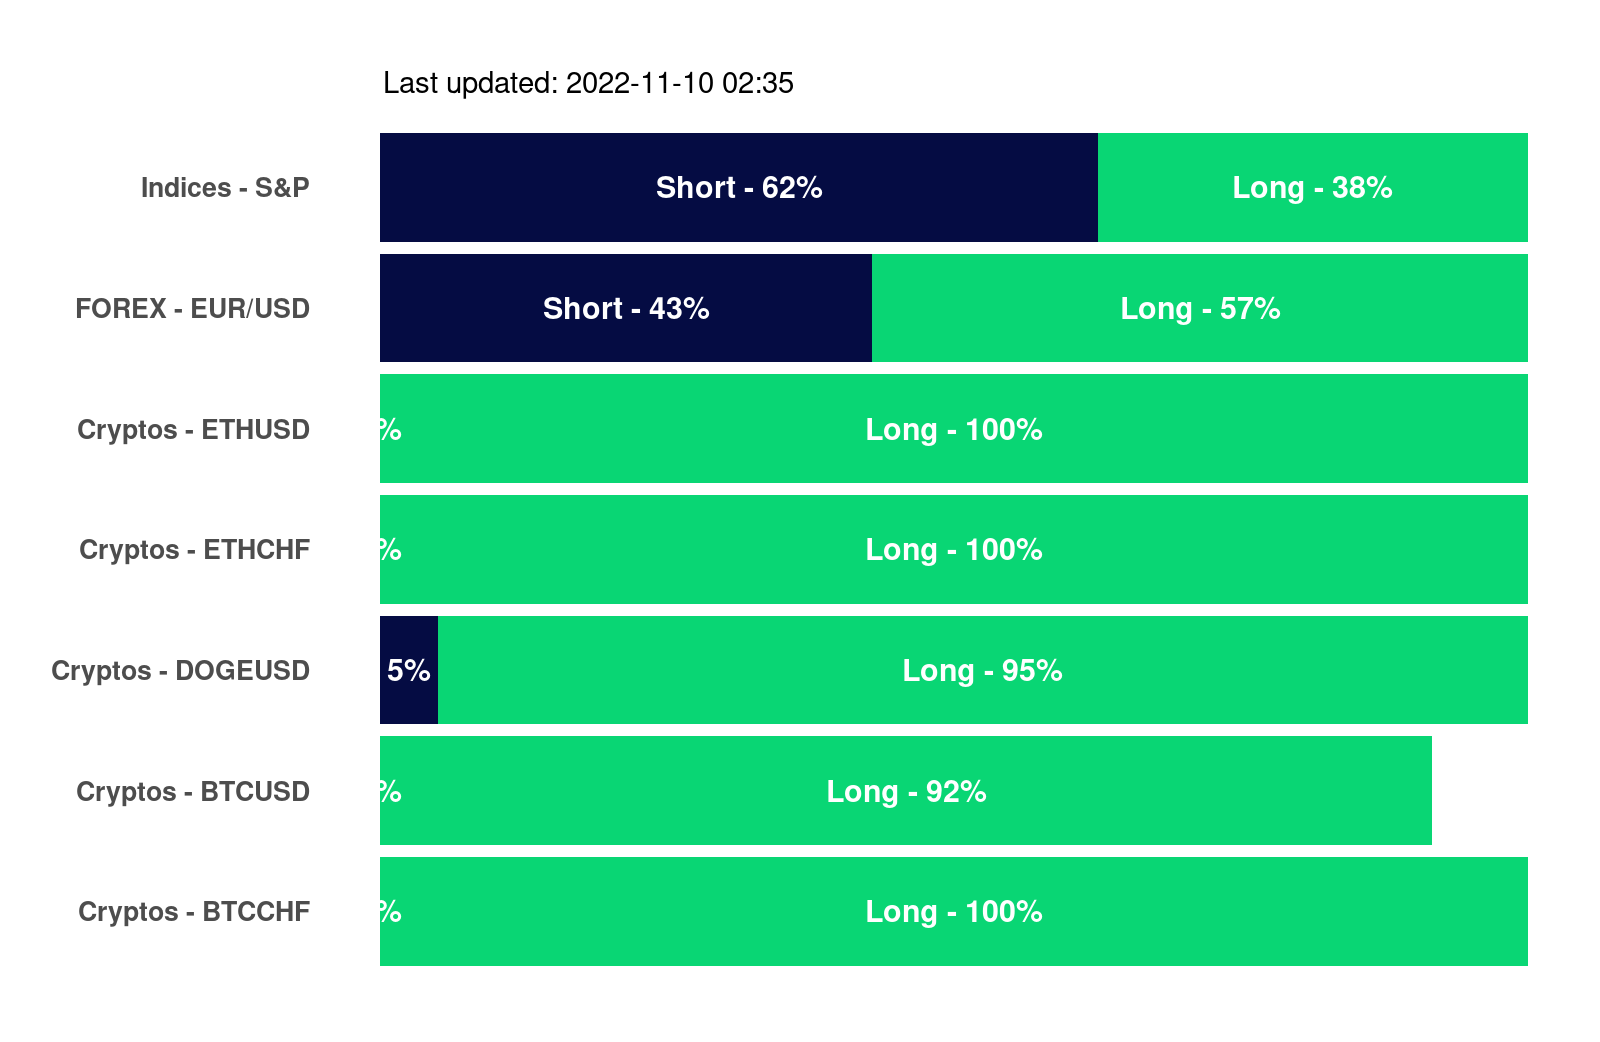 Last updated: 2022-11-10 02:35
Indices - S&P Short - 62% Long - 38%
FOREX - EUR/USD Short - 43% Long - 57%
Cryptos - ETHUSD % Long - 100%
Cryptos - ETHCHF % Long - 100%
Cryptos - DOGEUSD 5% Long - 95%
Cryptos - BTCUSD % Long - 92%
Cryptos - BTCCHF % Long - 100%